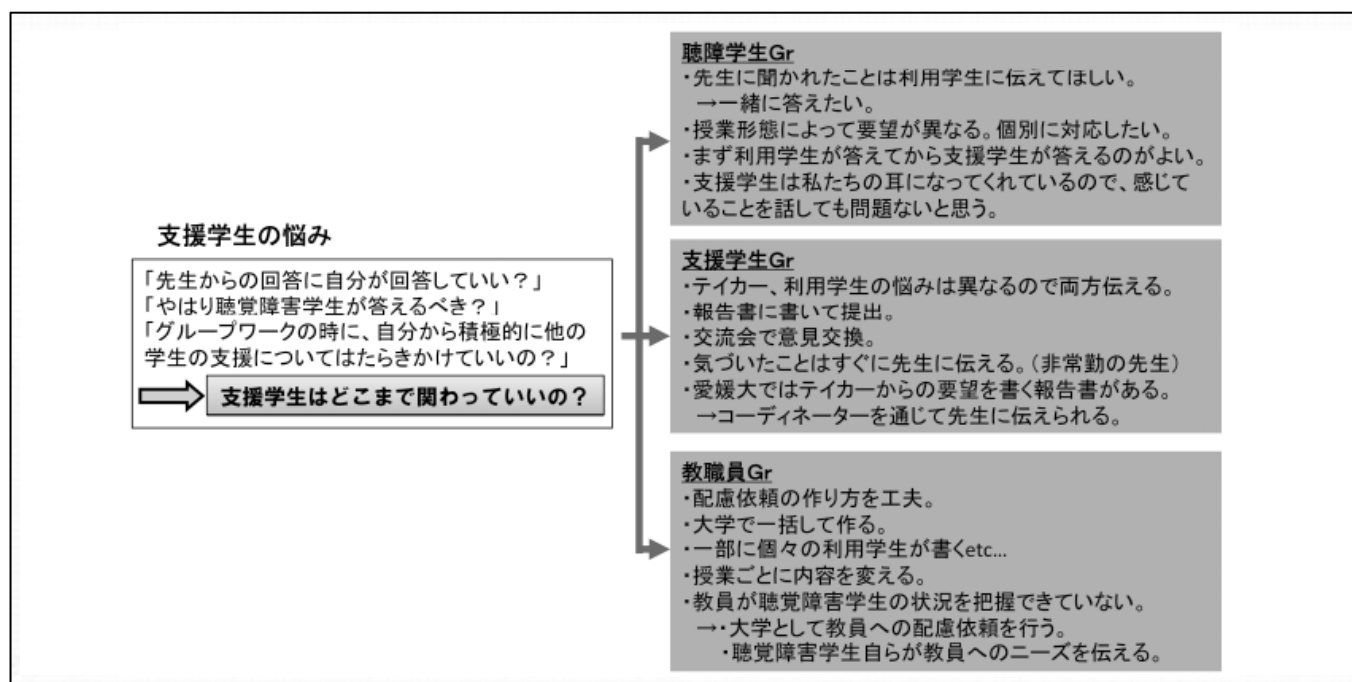 支援学生の悩み
「先生からの回答に自分が回答していい?」
「やはり聴覚障害学生が答えるべき?」
「グループワークの時に、自分から積極的に他の
学生の支援についてはたらきかけていいの?」
支援学生はどこまで関わっていいの?
聴障学生Gr
・先生に聞かれたことは利用学生に伝えてほしい。
→一緒に答えたい。
・授業形態によって要望が異なる。個別に対応したい。
・まず利用学生が答えてから支援学生が答えるのがよい。
・支援学生は私たちの耳になってくれているので、感じて
いることを話しても問題ないと思う。
支援学生Gr
・テイカー、利用学生の悩みは異なるので両方伝える。
・報告書に書いて提出。
・交流会で意見交換。
・気づいたことはすぐに先生に伝える。(非常勤の先生)
・愛媛大ではテイカーからの要望を書く報告書がある。
→コーディネーターを通じて先生に伝えられる。
教職員Gr
・配慮依頼の作り方を工夫。
・大学で一括して作る。
・一部に個々の利用学生が書くetc...
・授業ごとに内容を変える。
・教員が聴覚障害学生の状況を把握できていない。
→・大学として教員への配慮依頼を行う。
・聴覚障害学生自らが教員へのニーズを伝える。